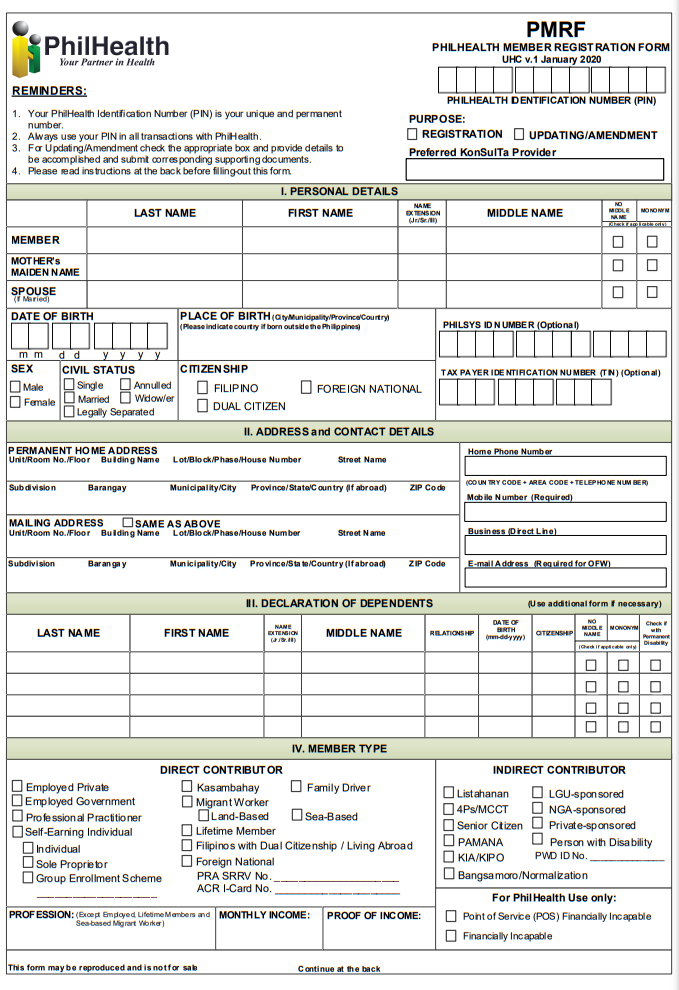 PhilHealth
Your Partner in Health
PMRF
PHILHEALTH MEMBER REGISTRATION FORM
UHC v.1 January 2020
PHILHEALTH IDENTIFICATION NUMBER (PIN)
REMINDERS:
1. Your PhilHealth Identification Number (PIN) is your unique and permanent
number.
2. Always use your PIN in all transactions with PhilHealth.
3. For Updating/Amendment check the appropriate box and provide details to
be accomplished and submit corresponding supporting documents.
4. Please read instructions at the back before filling-out this form.
PURPOSE:
REGISTRATION UPDATING/AMENDMENT
Preferred KonSulTa Provider
I. PERSONAL DETAILS
LAST NAME FIRST NAME NAME EXTENSION (Jr./Sr./III) MIDDLE NAME NO MIDDLE NAME MONONYM
(Check if applicable only)
MEMBER
MOTHER's
MAIDEN NAME
SPOUSE
(If Married)
DATE OF BIRTH
m m d d y y y y
PLACE OF BIRTH (City/Municipality/Province/Country)
(Please indicate country if born outside the Philippines)
PHILSYS ID NUMBER (Optional)
SEX
Male
Female
CIVIL STATUS
Single Annulled
Married Widow/er
Legally Separated
CITIZENSHIP
FILIPINO FOREIGN NATIONAL
DUAL CITIZEN
TAX PAYER IDENTIFICATION NUMBER (TIN) (Optional)
II. ADDRESS and CONTACT DETAILS
PERMANENT HOME ADDRESS
Unit/Room No./Floor Building Name Lot/Block/Phase/House Number Street Name
Subdivision Barangay Municipality/City Province/State/Country (If abroad) ZIP Code
MAILING ADDRESS SAME AS ABOVE
Unit/Room No./Floor Building Name Lot/Block/Phase/House Number Street Name
Subdivision Barangay Municipality/City Province/State/Country (If abroad) ZIP Code
Home Phone Number
(COUNTRY CODE + AREA CODE + TELEPHONE NUMBER)
Mobile Number (Required)
Business (Direct Line)
E-mail Address (Required for OFW)
III. DECLARATION OF DEPENDENTS (Use additional form if necessary)
LAST NAME FIRST NAME NAME EXTENSION (Jr./Sr./III) MIDDLE NAME RELATIONSHIP DATE OF BIRTH (mm-dd-yyyy) CITIZENSHIP NO MIDDLE NAME MONONYM Check if with Permanent Disability
(Check if applicable only)
IV. MEMBER TYPE
DIRECT CONTRIBUTOR
Employed Private
Employed Government
Professional Practitioner
Self-Earning Individual
Individual
Sole Proprietor
Group Enrollment Scheme
Kasambahay Family Driver
Migrant Worker
Land-Based Sea-Based
Lifetime Member
Filipinos with Dual Citizenship / Living Abroad
Foreign National
PRA SRRV No.
ACR I-Card No.
INDIRECT CONTRIBUTOR
Listahanan LGU-sponsored
4Ps/MCCT NGA-sponsored
Senior Citizen Private-sponsored
PAMANA Person with Disability
KIA/KIPO PWD ID No.
Bangsamoro/Normalization
PROFESSION: (Except Employed, Lifetime Members and
Sea-based Migrant Worker)
MONTHLY INCOME:
PROOF OF INCOME:
For PhilHealth Use only:
Point of Service (POS) Financially Incapable
Financially Incapable
This form may be reproduced and is not for sale Continue at the back